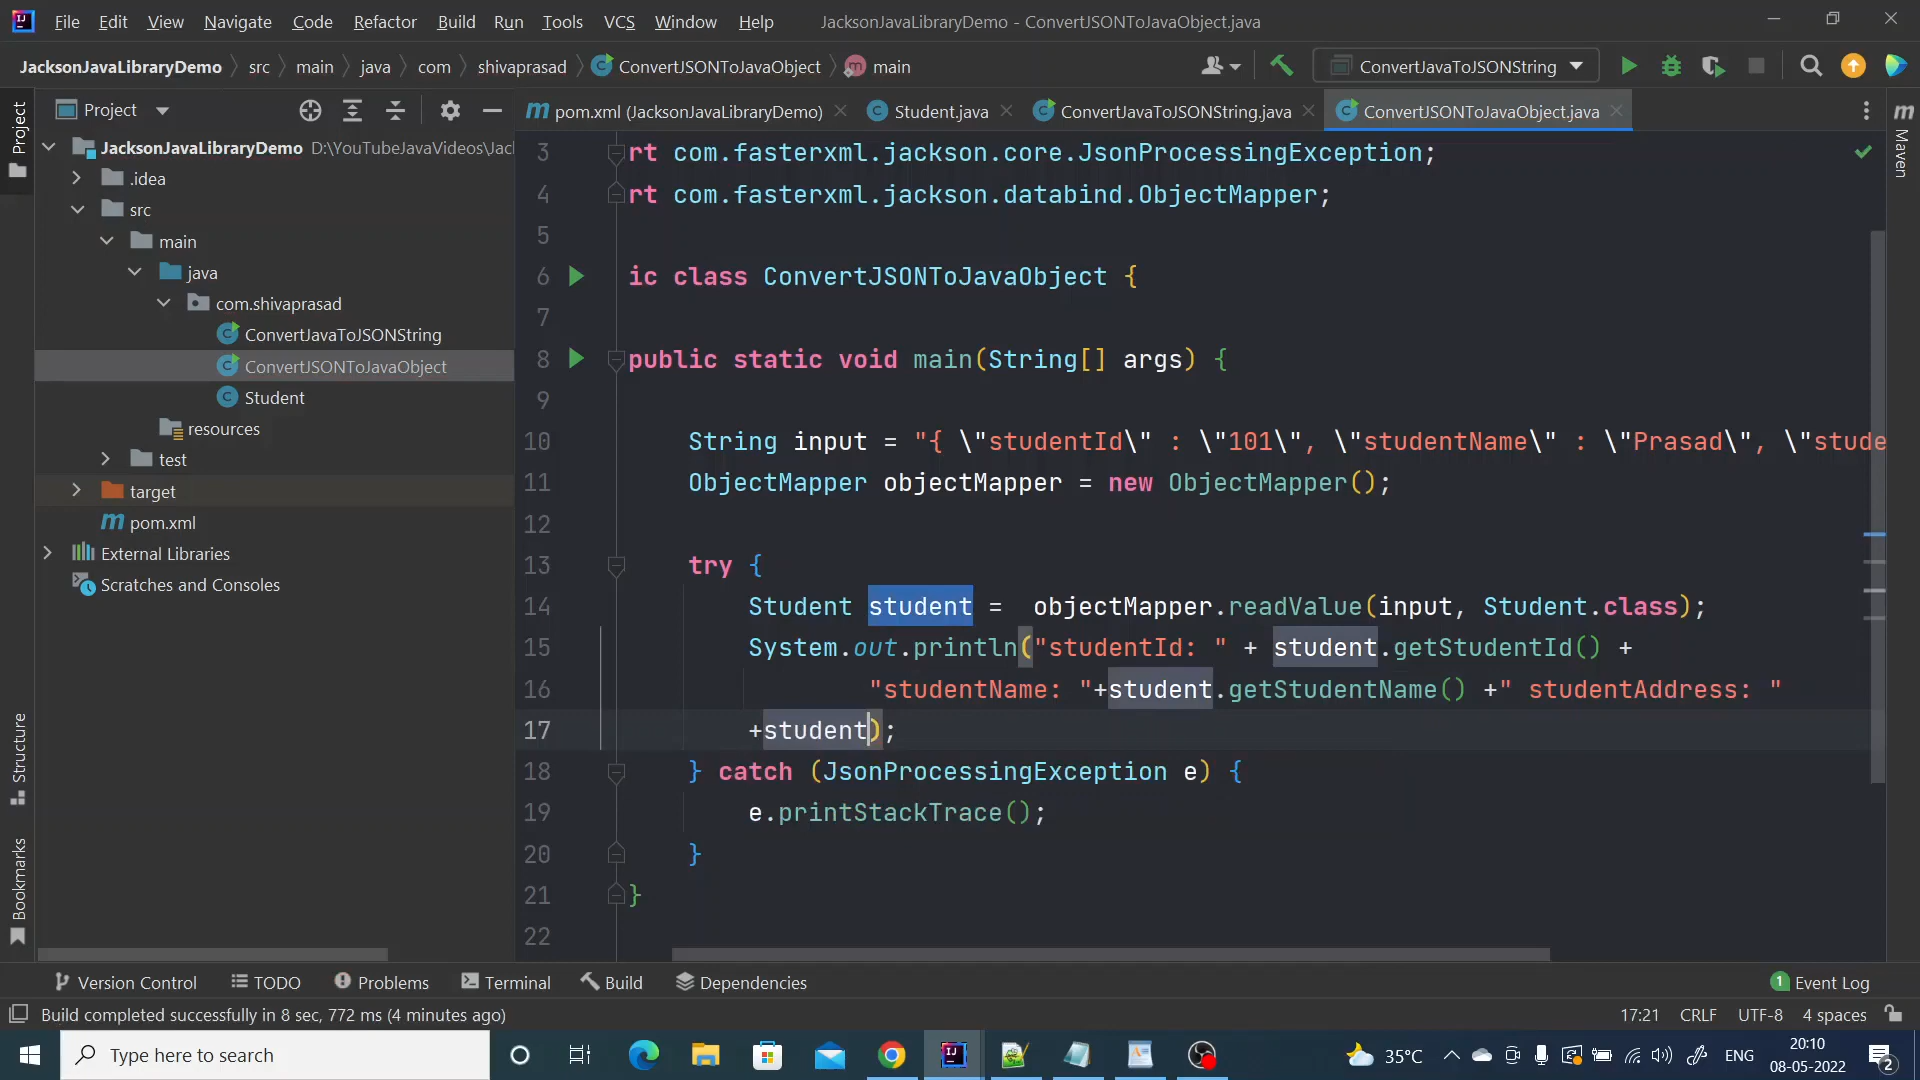 File Edit View Navigate Code Refactor Build Run Tools VCS Window Help JacksonJavaLibraryDemo - ConvertJSONToJavaObject.java
JacksonJavaLibraryDemo src main java com shivaprasad ConvertJSONToJavaObject main ConvertJavaToJSONString
Project
Project
pom.xml (JacksonJavaLibraryDemo) Student.java ConvertJavaToJSONString.java ConvertJSONToJavaObject.java
Maven
JacksonJavaLibraryDemo D:\YouTubeJavaVideos\Jac
.idea
src
main
java
com.shivaprasad
ConvertJavaToJSONString
ConvertJSONToJavaObject
Student
resources
test
target
pom.xml
External Libraries
Scratches and Consoles
Structure
Bookmarks
3 rt com.fasterxml.jackson.core.JsonProcessingException;
4 rt com.fasterxml.jackson.databind.ObjectMapper;
5
6 ic class ConvertJSONToJavaObject {
7
8 public static void main(String[] args) {
9
10 String input = "{ \"studentId\" : \"101\", \"studentName\" : \"Prasad\", \"stude
11 ObjectMapper objectMapper = new ObjectMapper();
12
13 try {
14 Student student = objectMapper.readValue(input, Student.class);
15 System.out.println("studentId: " + student.getStudentId() +
16 "studentName: "+student.getStudentName() +" studentAddress: "
17 +student);
18 } catch (JsonProcessingException e) {
19 e.printStackTrace();
20 }
21 }
22
Version Control TODO Problems Terminal Build Dependencies 1 Event Log
Build completed successfully in 8 sec, 772 ms (4 minutes ago) 17:21 CRLF UTF-8 4 spaces
Type here to search 35°C ENG 20:10
08-05-2022 2